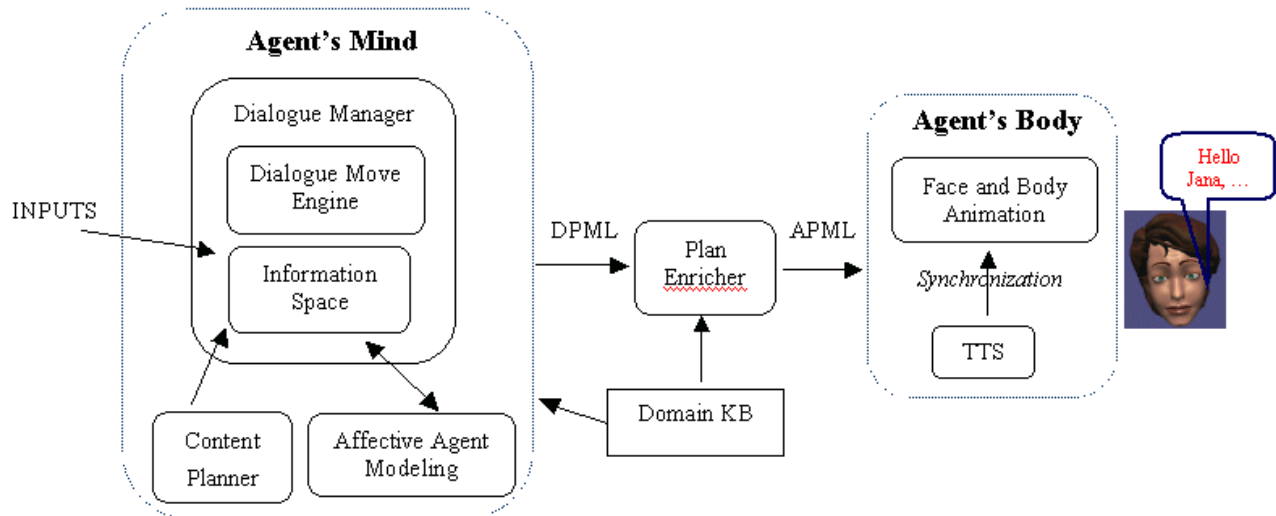 Agent's Mind
Dialogue Manager
Dialogue Move
Engine
INPUTS
Information
Space
Content
Planner
Affective Agent
Modeling
DPML
Plan
Enricher
APML
Domain KB
Agent's Body
Face and Body
Animation
Synchronization
TTS
Hello
Jana, ...